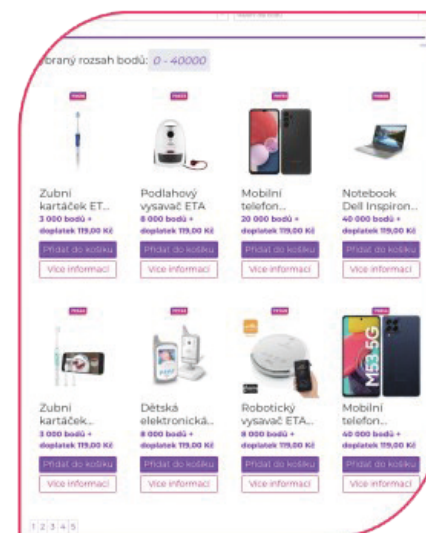 braný rozsah bodů: 0 - 40000
Zubní
kartáček ET...
3 000 bodů +
doplatek 119,00 Kč
Přidat do košíku
Více informací
Podlahový
vysavač ETA
8 000 bodů +
doplatek 119,00 Kč
Přidat do košíku
Více informací
Mobilní
telefon...
20 000 bodů +
doplatek 119,00 Kč
Přidat do košíku
Více informací
Notebook
Dell Inspiron...
40 000 bodů +
doplatek 119,00 Kč
Přidat do košíku
Více informací
M53 5G
Zubní
kartáček...
3 000 bodů +
doplatek 119,00 Kč
Přidat do košíku
Více informací
Dětská
elektronická...
8 000 bodů +
doplatek 119,00 Kč
Přidat do košíku
Více informací
Robotický
vysavač ETA...
8 000 bodů +
doplatek 119,00 Kč
Přidat do košíku
Více informací
Mobilní
telefon...
40 000 bodů +
doplatek 119,00 Kč
Přidat do košíku
Více informací
1 2 3 4 5